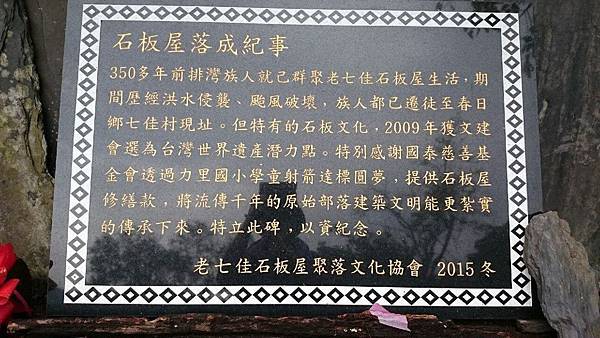 石板屋落成紀事
350多年前排灣族人就已群聚老七佳石板屋生活,期
間歷經洪水侵襲、颱風破壞,族人都已遷徙至春日
鄉七佳村現址。但特有的石板文化,2009年獲文建
會選為台灣世界遺產潛力點。特別感謝國泰慈善基
金會透過力里國小學童射箭達標圓夢,提供石板屋
修繕款,將流傳千年的原始部落建築文明能更紮實
的傳承下來。特立此碑,以資紀念。
老七佳石板屋聚落文化協會 2015冬